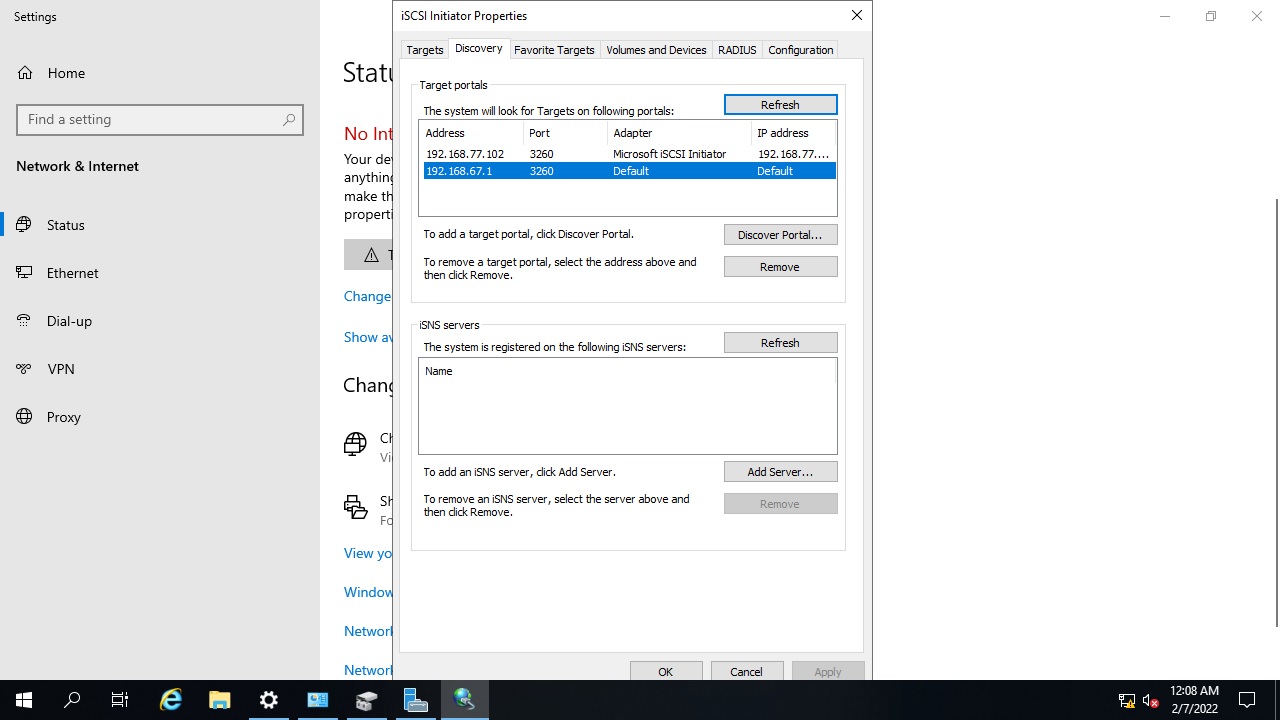 Settings
Home
Find a setting
Network & Internet
Status
Ethernet
Dial-up
VPN
Proxy
Statu
No Int
Your dev
anything
make th
properti
T
Change
Show av
Chang
Ch
Vie
Sh
Fo
View yo
Window
Network
Network
iSCSI Initiator Properties
Targets Discovery Favorite Targets Volumes and Devices RADIUS Configuration
Target portals
The system will look for Targets on following portals: Refresh
Address Port Adapter IP address
192.168.77.102 3260 Microsoft iSCSI Initiator 192.168.77....
192.168.67.1 3260 Default Default
To add a target portal, click Discover Portal. Discover Portal...
To remove a target portal, select the address above and
then click Remove.
Remove
iSNS servers
The system is registered on the following iSNS servers: Refresh
Name
To add an iSNS server, click Add Server. Add Server...
To remove an iSNS server, select the server above and
then click Remove.
Remove
OK Cancel Apply
12:08 AM
2/7/2022